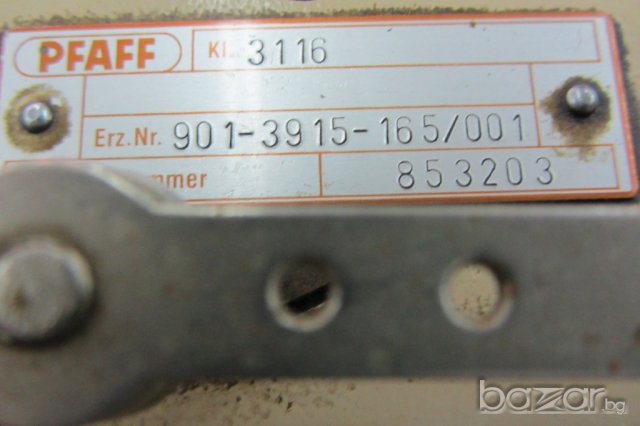 PFAFF Kl. 3116
Erz.Nr. 901-3915-165/001
mmer 853203
bazar.bg